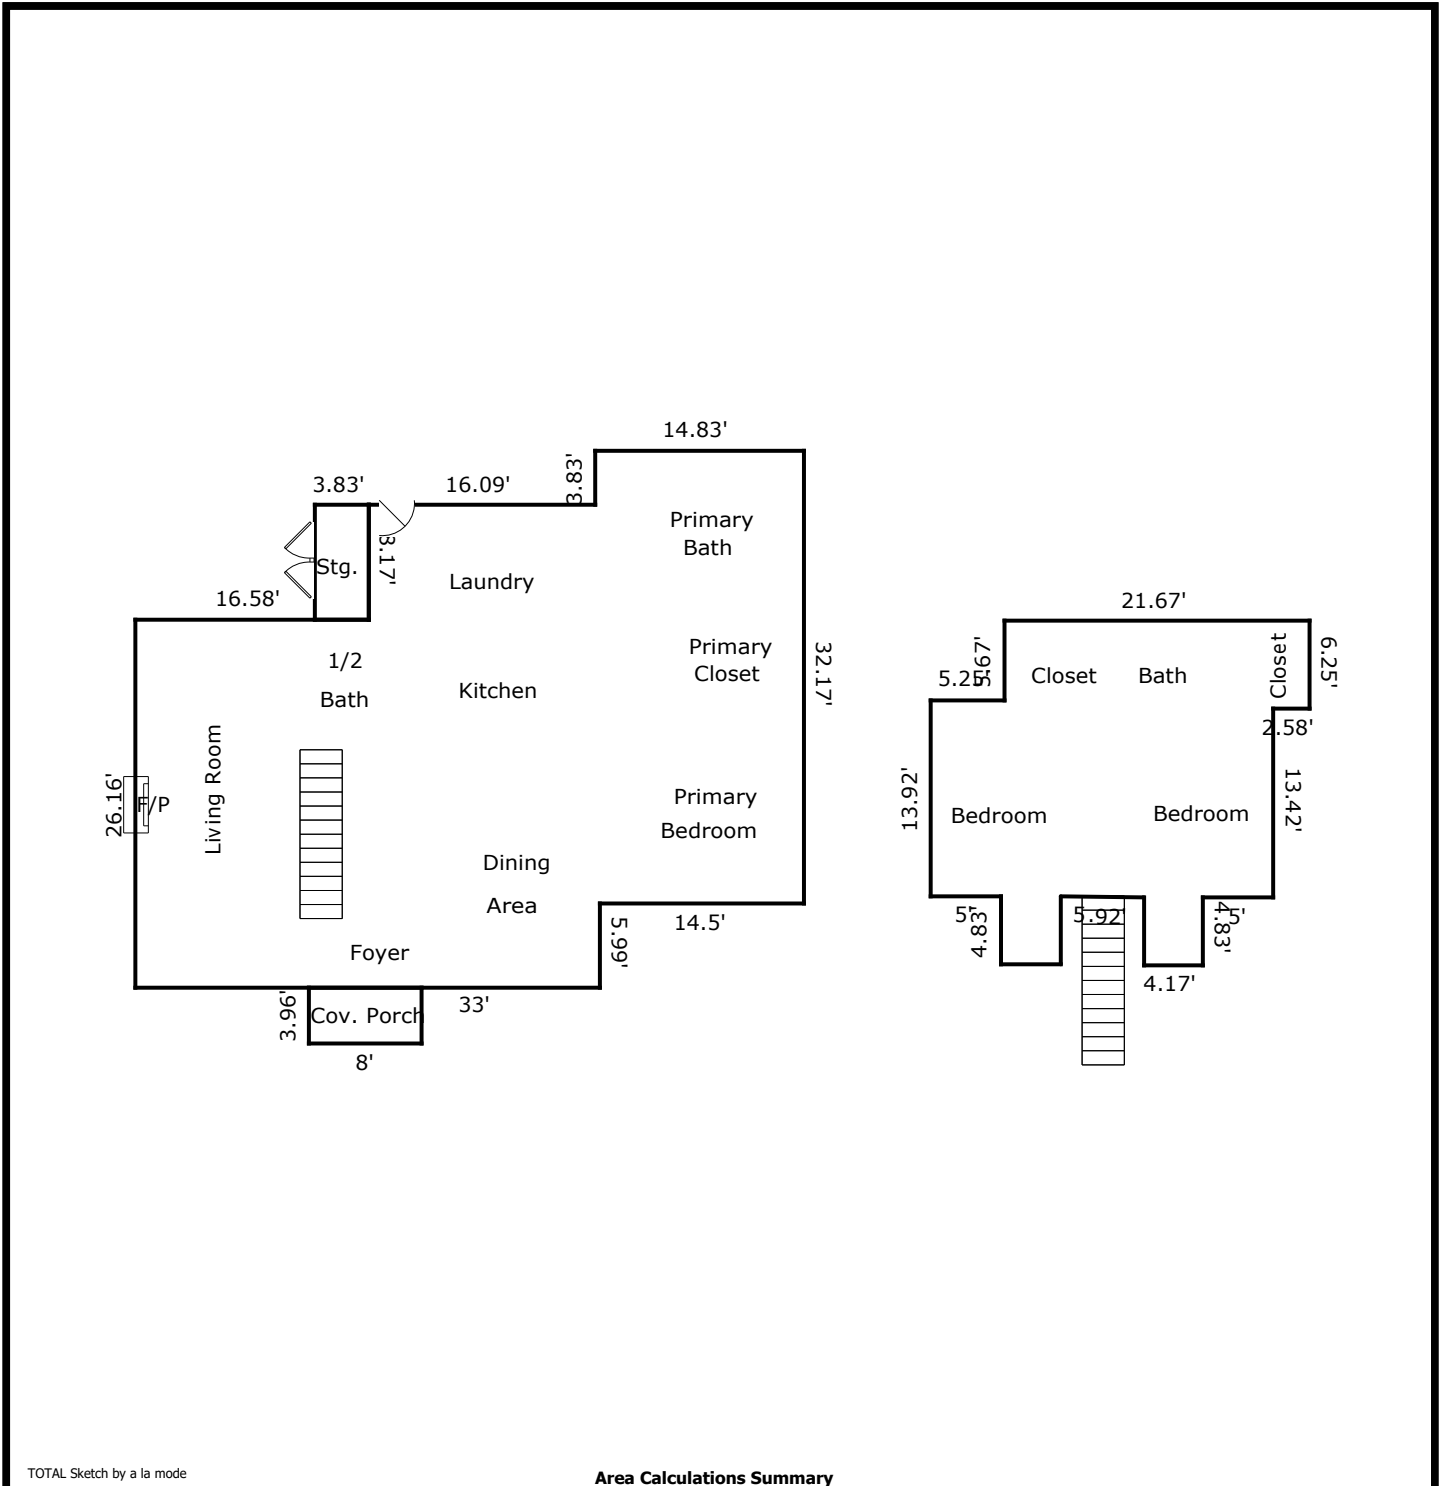 14.83'
3.83'
16.09'
3.83'
Primary
Bath
3.17'
Stg.
Laundry
16.58'
21.67'
1/2
Bath
Kitchen
Primary
Closet
32.17'
5.67'
5.25'
Closet
Bath
Closet
6.25'
2.58'
Living Room
26.16'
F/P
Primary
Bedroom
13.92'
Bedroom
Bedroom
13.42'
Dining
Area
14.5'
5.99'
5'
4.83'
5.92'
4.83'
5'
Foyer
4.17'
3.96'
Cov. Porch
33'
8'
TOTAL Sketch by a la mode
Area Calculations Summary